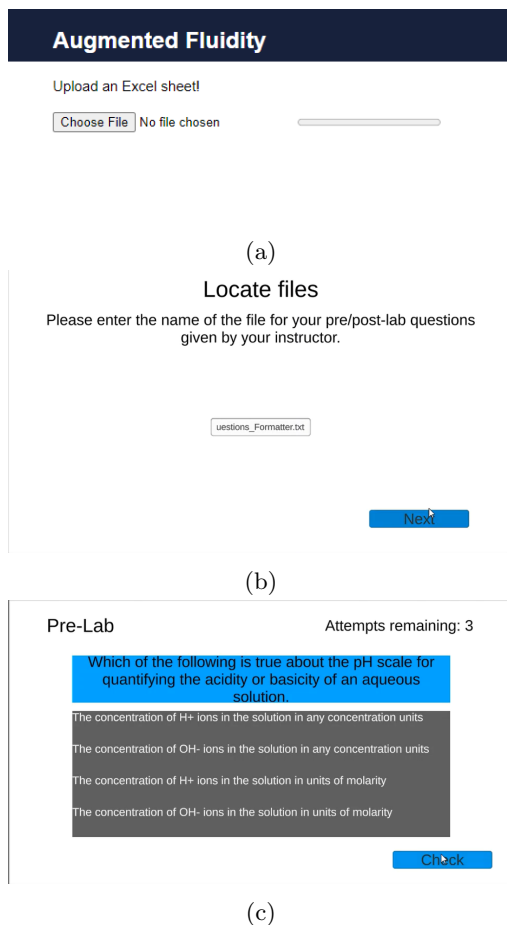 Augmented Fluidity
Upload an Excel sheet!
Choose File No file chosen
(a)
Locate files
Please enter the name of the file for your pre/post-lab questions
given by your instructor.
uestions_Formatter.txt
Next
(b)
Pre-Lab Attempts remaining: 3
Which of the following is true about the pH scale for
quantifying the acidity or basicity of an aqueous
solution.
The concentration of H+ ions in the solution in any concentration units
The concentration of OH- ions in the solution in any concentration units
The concentration of H+ ions in the solution in units of molarity
The concentration of OH- ions in the solution in units of molarity
Check
(c)